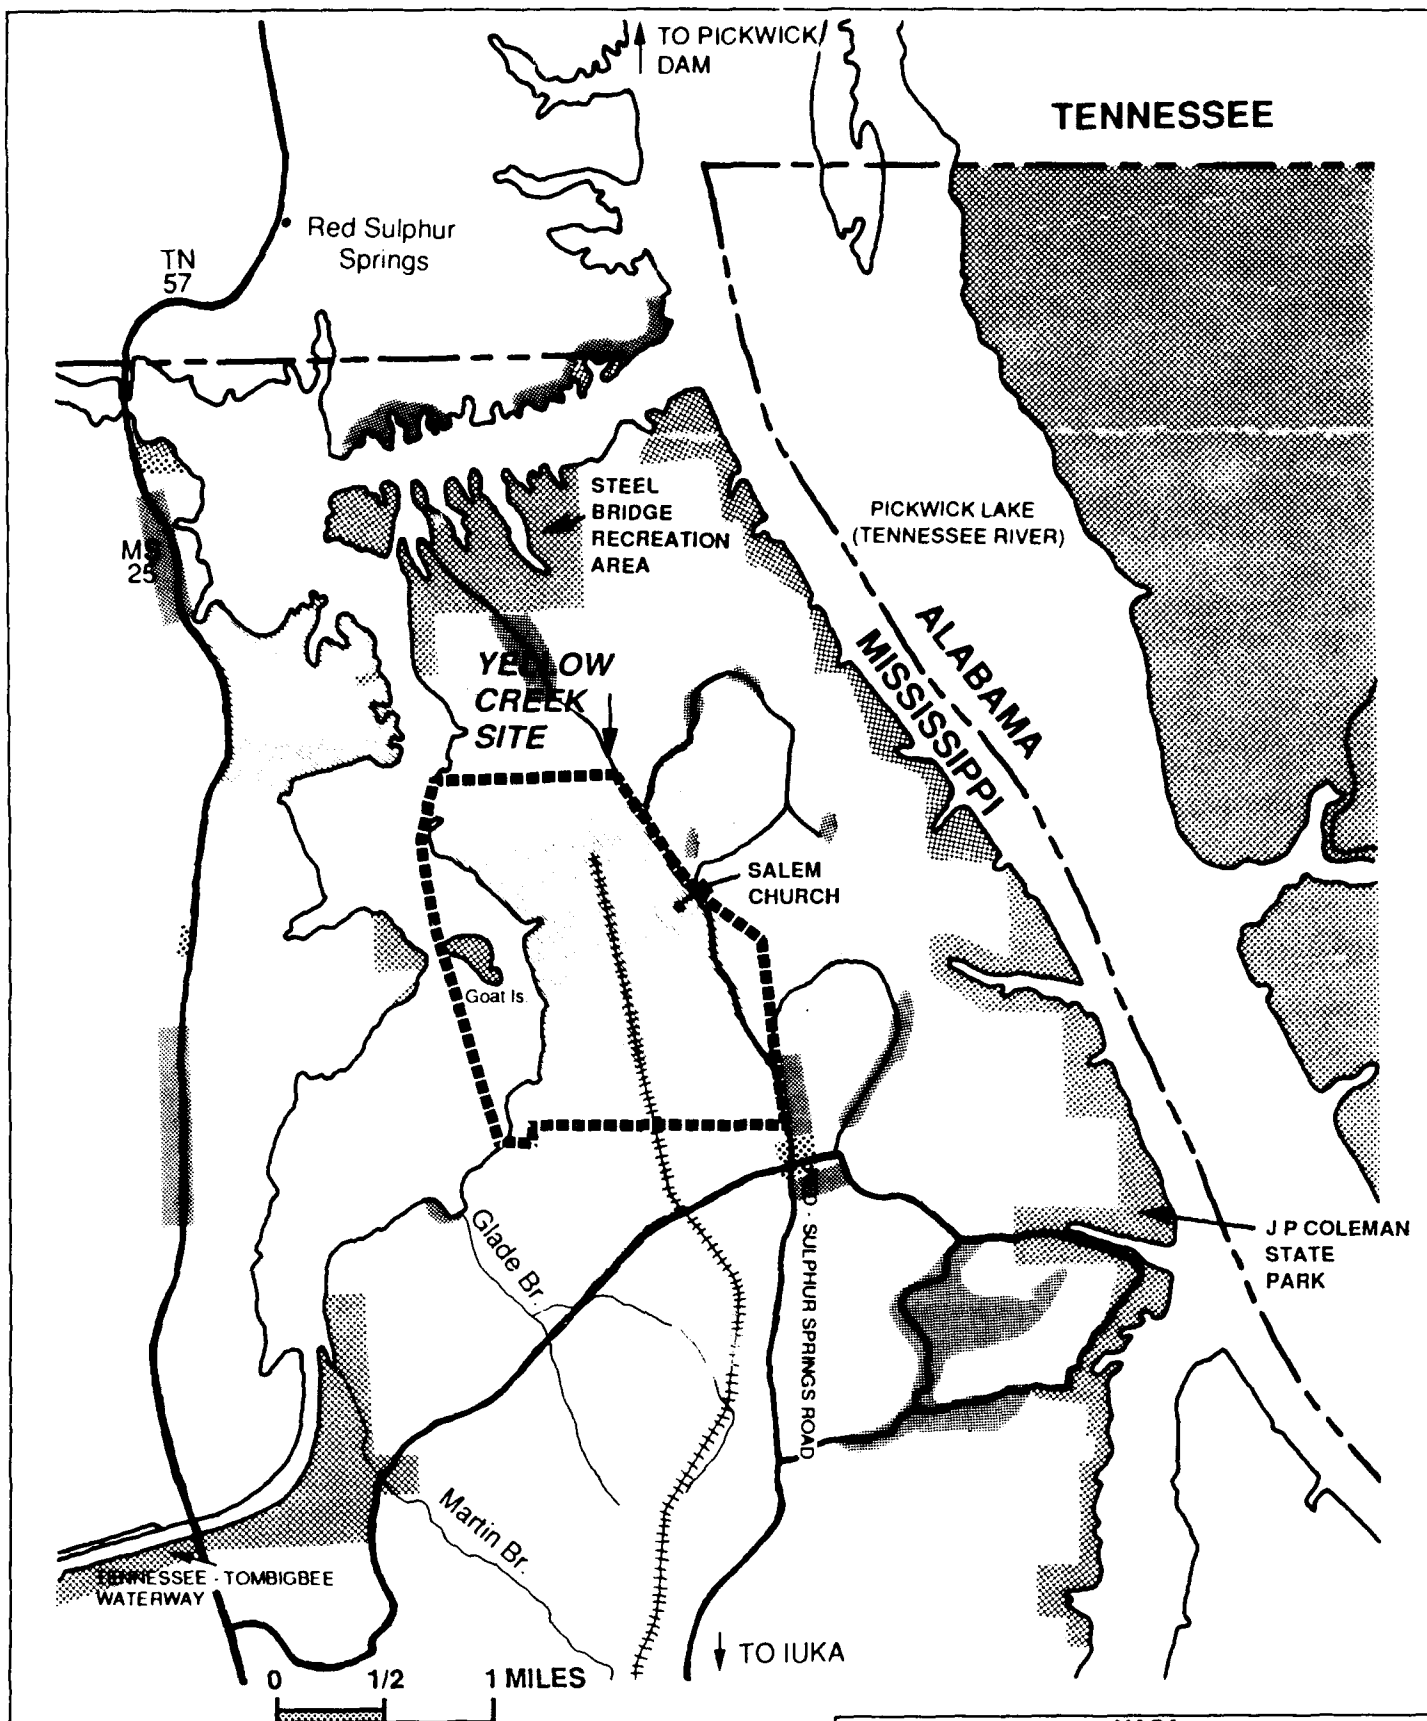 TO PICKWICK
DAM
TENNESSEE
Red Sulphur
Springs
TN
57
STEEL
BRIDGE
RECREATION
AREA
PICKWICK LAKE
(TENNESSEE RIVER)
MS
25
ALABAMA
MISSISSIPPI
YELLOW
CREEK
SITE
SALEM
CHURCH
Goat Is.
Glade Br.
SULPHUR SPRINGS ROAD
J P COLEMAN
STATE
PARK
Martin Br.
TENNESSEE - TOMBIGBEE
WATERWAY
TO IUKA
0 1/2 1 MILES